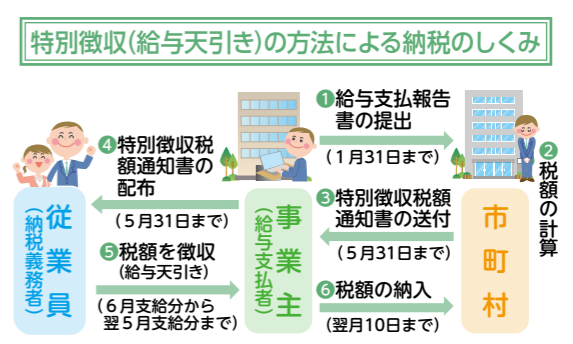 特別徴収(給与天引き)の方法による納税のしくみ
❶給与支払報告
書の提出
(1月31日まで)
❷税額の計算
❸特別徴収税額
通知書の送付
(5月31日まで)
❹特別徴収税
額通知書の
配布
(5月31日まで)
❺税額を徴収
(給与天引き)
(6月支給分から
翌5月支給分まで)
❻税額の納入
(翌月10日まで)
従業員
(納税義務者)
事業主
(給与支払者)
市町村